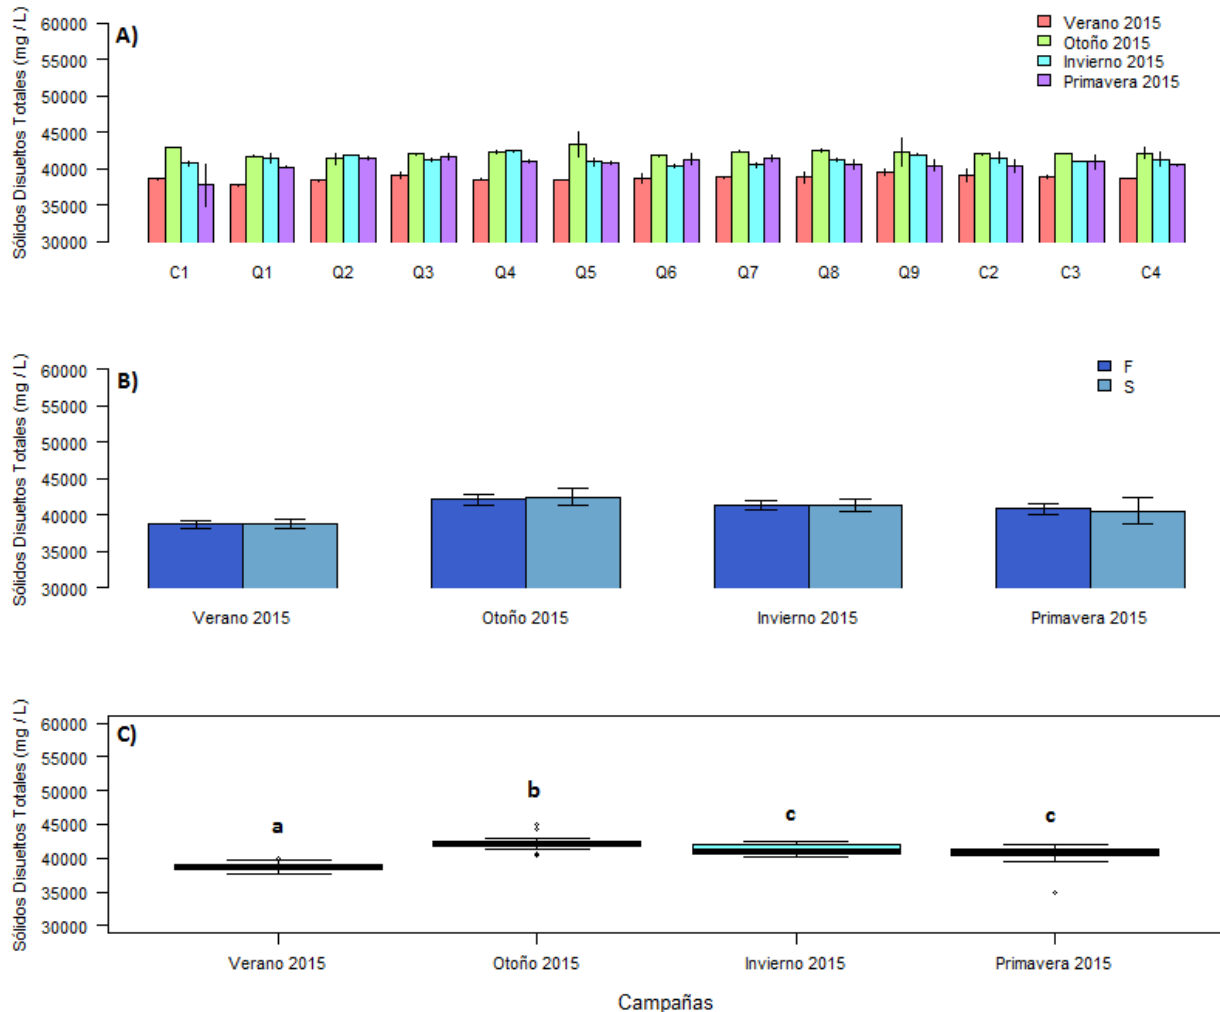 Sólidos Disueltos Totales (mg / L)
60000
55000
50000
45000
40000
35000
30000
A)
Verano 2015
Otoño 2015
Invierno 2015
Primavera 2015
C1 Q1 Q2 Q3 Q4 Q5 Q6 Q7 Q8 Q9 C2 C3 C4
Sólidos Disueltos Totales (mg / L)
60000
55000
50000
45000
40000
35000
30000
B)
F
S
Verano 2015 Otoño 2015 Invierno 2015 Primavera 2015
Sólidos Disueltos Totales (mg / L)
60000
55000
50000
45000
40000
35000
30000
C)
a b c c
Verano 2015 Otoño 2015 Invierno 2015 Primavera 2015
Campañas